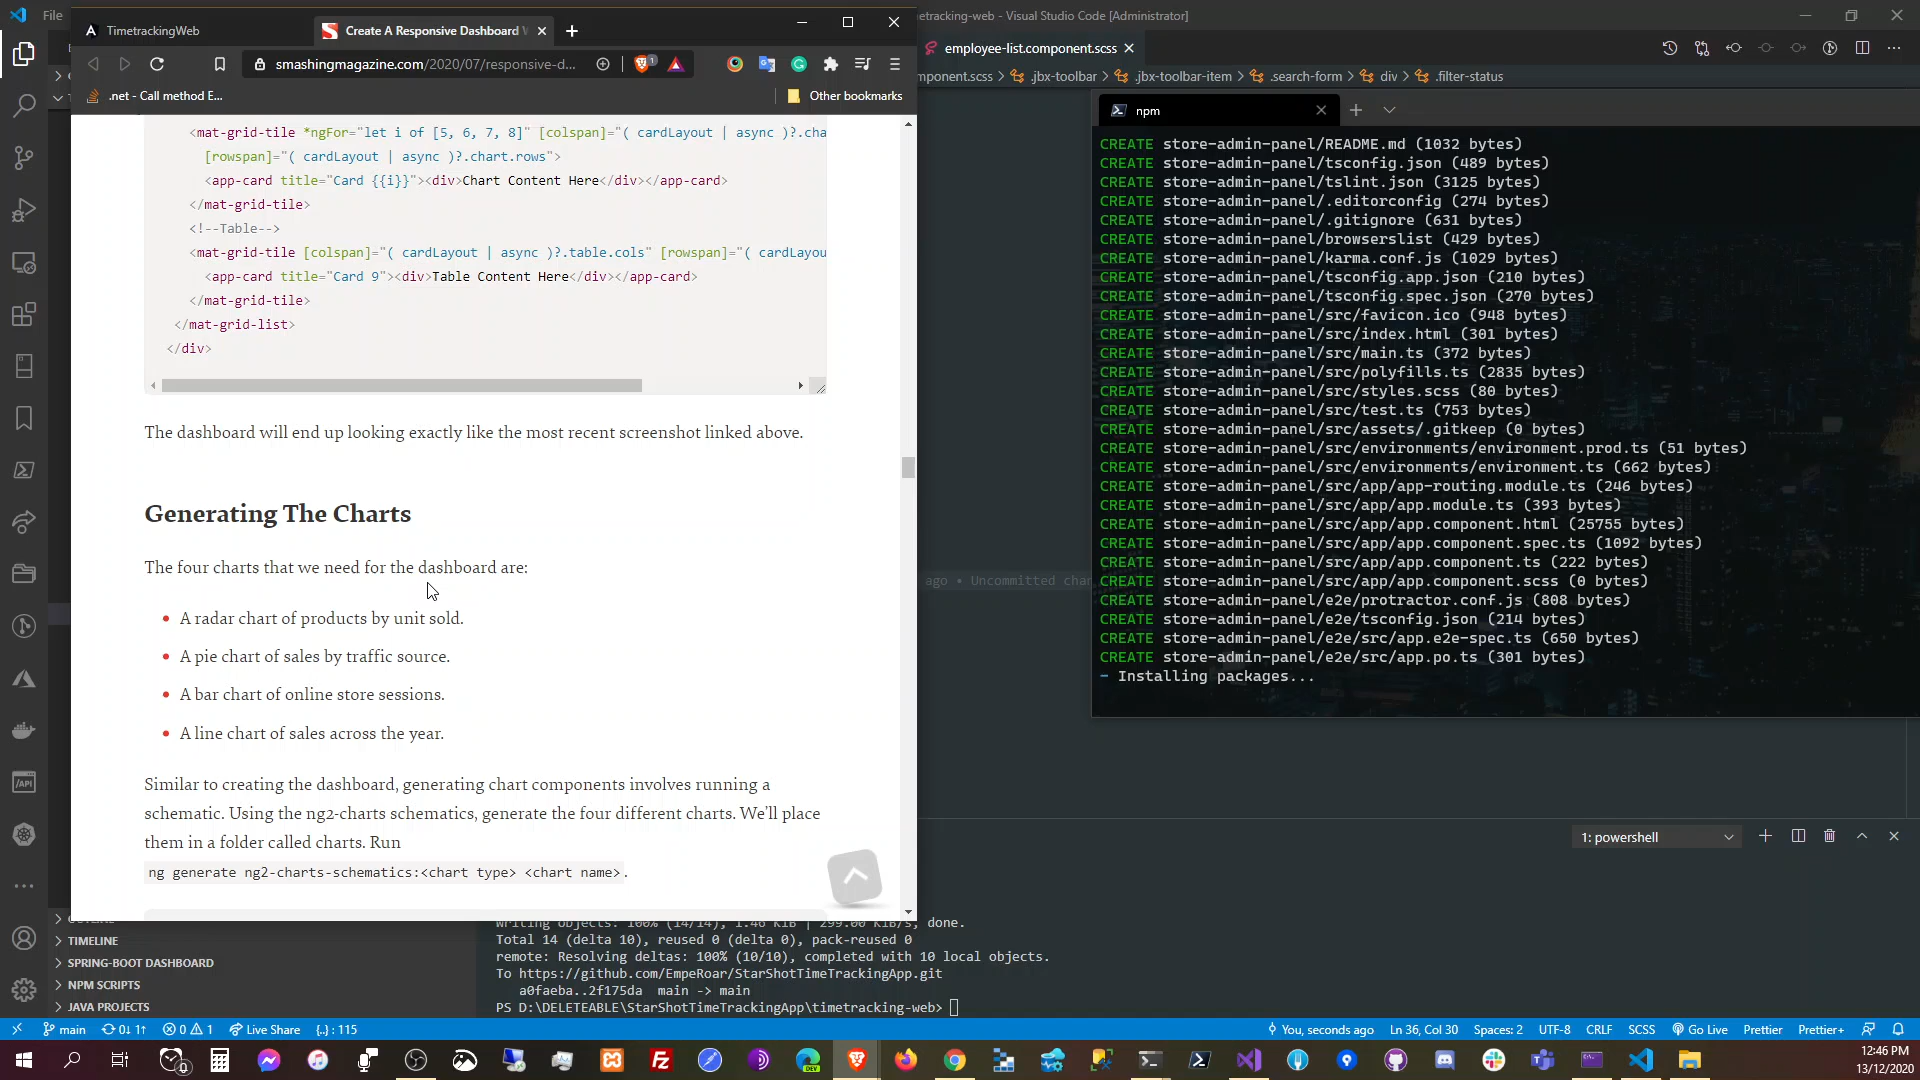 File
TimetrackingWeb
Create A Responsive Dashboard
smashingmagazine.com/2020/07/responsive-d...
1
.net - Call method E...
Other bookmarks
<mat-grid-tile *ngFor="let i of [5, 6, 7, 8]" [colspan]="( cardLayout | async )?.cha
[rowspan]="( cardLayout | async )?.chart.rows">
<app-card title="Card {{i}}"><div>Chart Content Here</div></app-card>
</mat-grid-tile>
<!--Table-->
<mat-grid-tile [colspan]="( cardLayout | async )?.table.cols" [rowspan]="( cardLayou
<app-card title="Card 9"><div>Table Content Here</div></app-card>
</mat-grid-tile>
</mat-grid-list>
</div>
The dashboard will end up looking exactly like the most recent screenshot linked above.
Generating The Charts
The four charts that we need for the dashboard are:
A radar chart of products by unit sold.
A pie chart of sales by traffic source.
A bar chart of online store sessions.
A line chart of sales across the year.
Similar to creating the dashboard, generating chart components involves running a
schematic. Using the ng2-charts schematics, generate the four different charts. We'll place
them in a folder called charts. Run
ng generate ng2-charts-schematics:<chart type> <chart name>.
etracking-web - Visual Studio Code [Administrator]
employee-list.component.scss
mponent.scss > .jbx-toolbar > .jbx-toolbar-item > .search-form > div > .filter-status
npm
CREATE store-admin-panel/README.md (1032 bytes)
CREATE store-admin-panel/tsconfig.json (489 bytes)
CREATE store-admin-panel/tslint.json (3125 bytes)
CREATE store-admin-panel/.editorconfig (274 bytes)
CREATE store-admin-panel/.gitignore (631 bytes)
CREATE store-admin-panel/browserslist (429 bytes)
CREATE store-admin-panel/karma.conf.js (1029 bytes)
CREATE store-admin-panel/tsconfig.app.json (210 bytes)
CREATE store-admin-panel/tsconfig.spec.json (270 bytes)
CREATE store-admin-panel/src/favicon.ico (948 bytes)
CREATE store-admin-panel/src/index.html (301 bytes)
CREATE store-admin-panel/src/main.ts (372 bytes)
CREATE store-admin-panel/src/polyfills.ts (2835 bytes)
CREATE store-admin-panel/src/styles.scss (80 bytes)
CREATE store-admin-panel/src/test.ts (753 bytes)
CREATE store-admin-panel/src/assets/.gitkeep (0 bytes)
CREATE store-admin-panel/src/environments/environment.prod.ts (51 bytes)
CREATE store-admin-panel/src/environments/environment.ts (662 bytes)
CREATE store-admin-panel/src/app/app-routing.module.ts (246 bytes)
CREATE store-admin-panel/src/app/app.module.ts (393 bytes)
CREATE store-admin-panel/src/app/app.component.html (25755 bytes)
CREATE store-admin-panel/src/app/app.component.spec.ts (1092 bytes)
CREATE store-admin-panel/src/app/app.component.ts (222 bytes)
CREATE store-admin-panel/src/app/app.component.scss (0 bytes)
CREATE store-admin-panel/e2e/protractor.conf.js (808 bytes)
CREATE store-admin-panel/e2e/tsconfig.json (214 bytes)
CREATE store-admin-panel/e2e/src/app.e2e-spec.ts (650 bytes)
CREATE store-admin-panel/e2e/src/app.po.ts (301 bytes)
- Installing packages...
ago • Uncommitted chan
1: powershell
Writing objects: 100% (14/14), 1.46 KiB | 299.00 KiB/s, done.
Total 14 (delta 10), reused 0 (delta 0), pack-reused 0
remote: Resolving deltas: 100% (10/10), completed with 10 local objects.
To https://github.com/EmpeRoar/StarShotTimeTrackingApp.git
a0faeba..2f175da main -> main
PS D:\DELETEABLE\StarShotTimeTrackingApp\timetracking-web>
OUTLINE
TIMELINE
SPRING-BOOT DASHBOARD
NPM SCRIPTS
JAVA PROJECTS
main
0↓ 1↑
0
1
Live Share
{..} : 115
You, seconds ago
Ln 36, Col 30
Spaces: 2
UTF-8
CRLF
SCSS
Go Live
Prettier
Prettier+
12:46 PM
13/12/2020